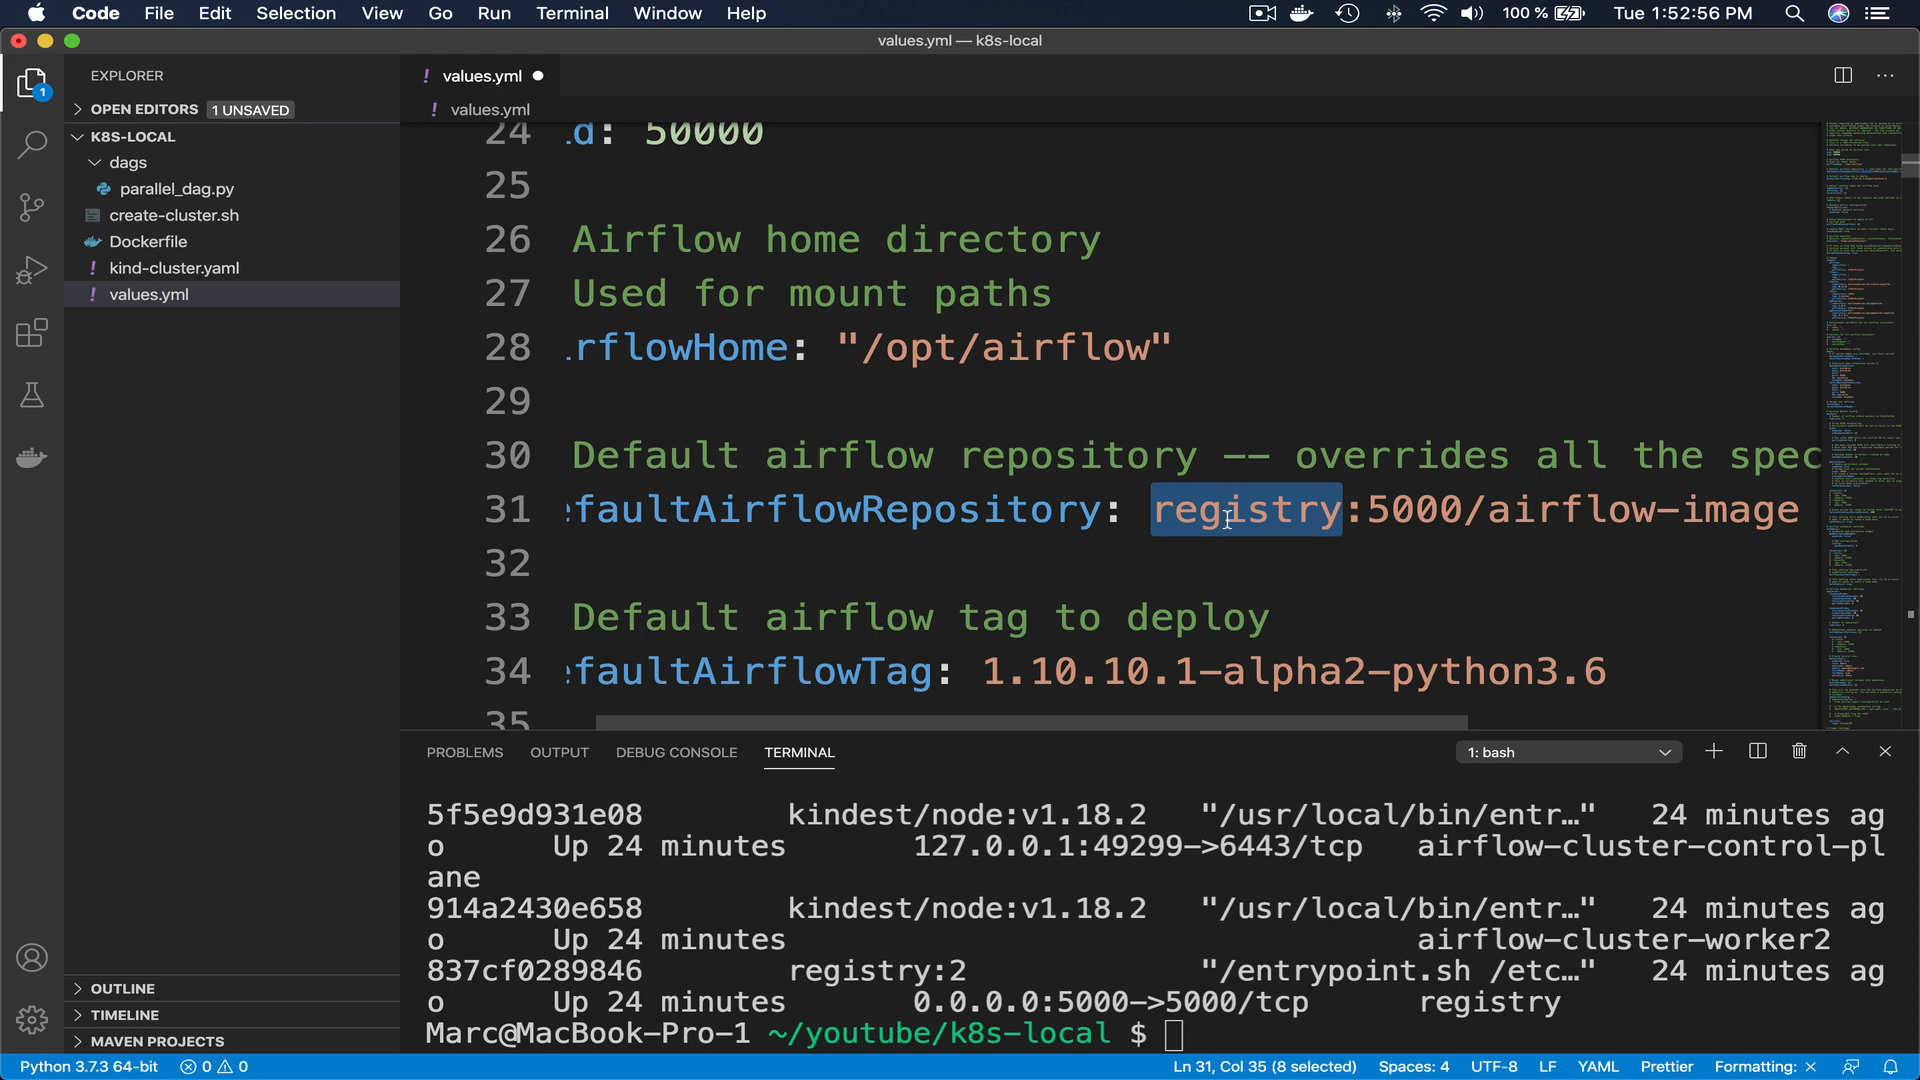 Code File Edit Selection View Go Run Terminal Window Help 100 % Tue 1:52:56 PM
values.yml — k8s-local
EXPLORER
OPEN EDITORS 1 UNSAVED
K8S-LOCAL
dags
parallel_dag.py
create-cluster.sh
Dockerfile
! kind-cluster.yaml
! values.yml
OUTLINE
TIMELINE
MAVEN PROJECTS
1
! values.yml
! values.yml
24 .d: 50000
25
26 Airflow home directory
27 Used for mount paths
28 .rflowHome: "/opt/airflow"
29
30 Default airflow repository -- overrides all the spec
31 faultAirflowRepository: registry:5000/airflow-image
32
33 Default airflow tag to deploy
34 faultAirflowTag: 1.10.10.1-alpha2-python3.6
35
PROBLEMS OUTPUT DEBUG CONSOLE TERMINAL 1: bash
5f5e9d931e08 kindest/node:v1.18.2 "/usr/local/bin/entr…" 24 minutes ag
o Up 24 minutes 127.0.0.1:49299->6443/tcp airflow-cluster-control-pl
ane
914a2430e658 kindest/node:v1.18.2 "/usr/local/bin/entr…" 24 minutes ag
o Up 24 minutes airflow-cluster-worker2
837cf0289846 registry:2 "/entrypoint.sh /etc…" 24 minutes ag
o Up 24 minutes 0.0.0.0:5000->5000/tcp registry
Marc@MacBook-Pro-1 ~/youtube/k8s-local $
Python 3.7.3 64-bit 0 0 Ln 31, Col 35 (8 selected) Spaces: 4 UTF-8 LF YAML Prettier Formatting: ×